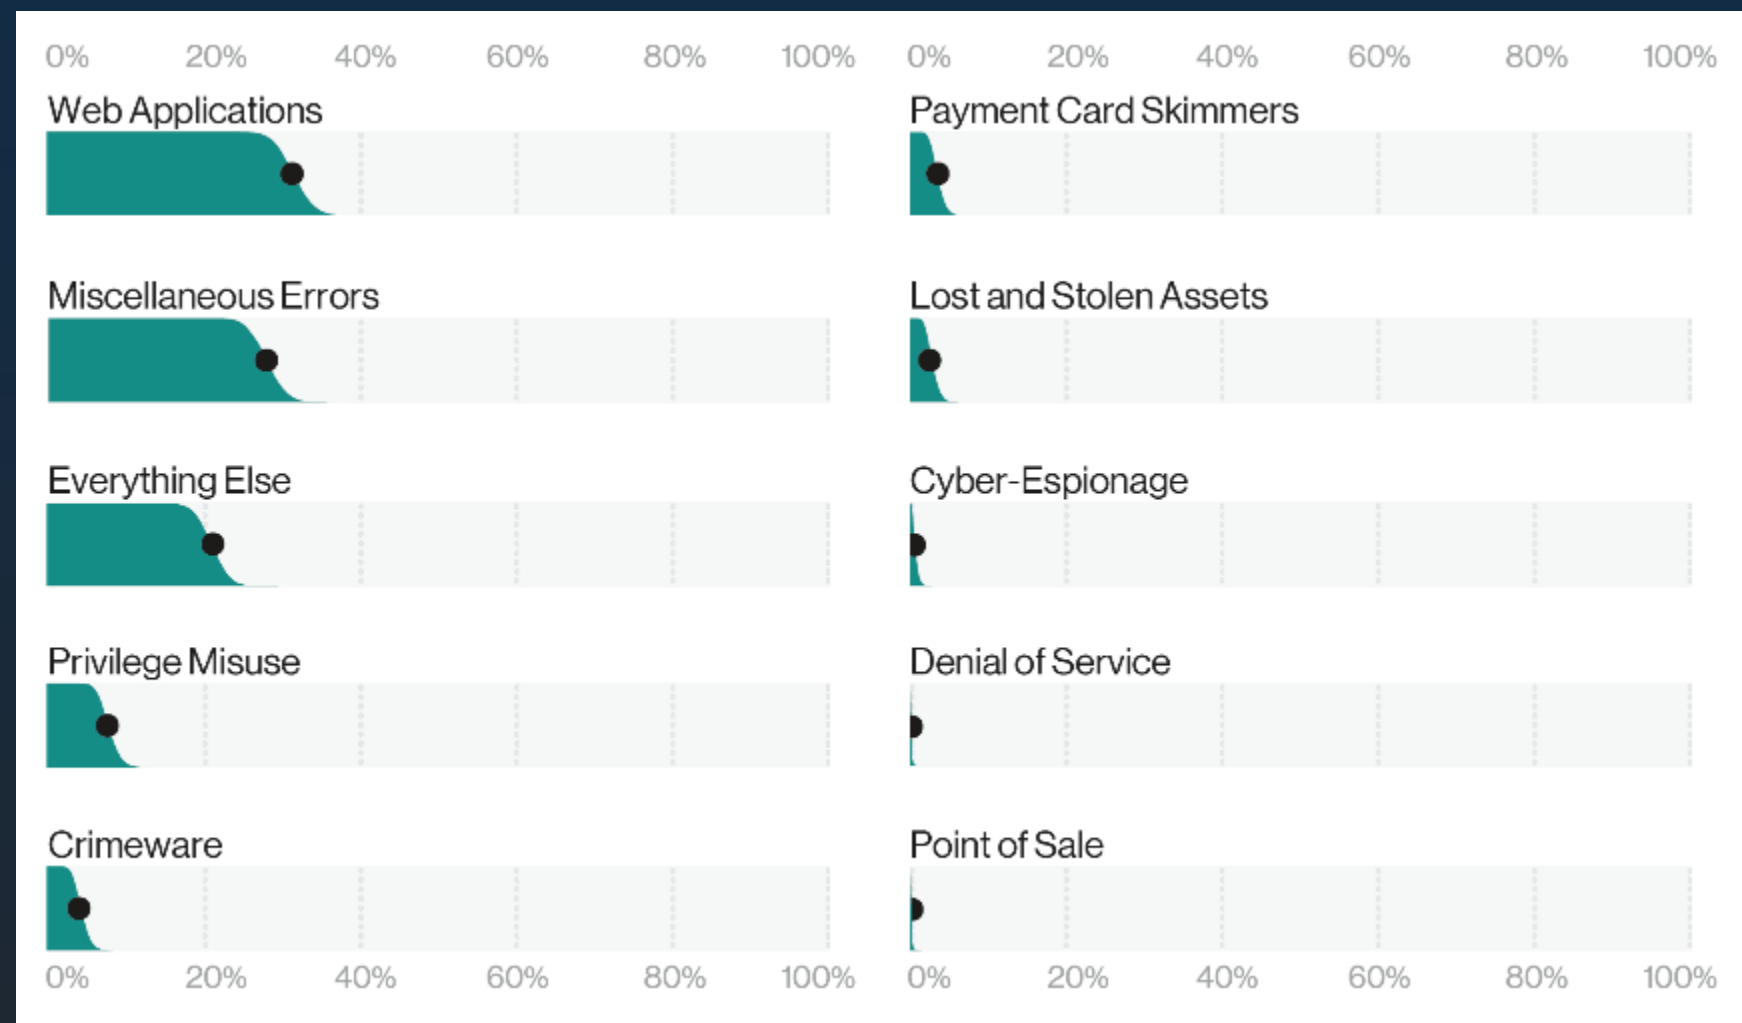 0% 20% 40% 60% 80% 100%
Web Applications
Miscellaneous Errors
Everything Else
Privilege Misuse
Crimeware
0% 20% 40% 60% 80% 100%
0% 20% 40% 60% 80% 100%
Payment Card Skimmers
Lost and Stolen Assets
Cyber-Espionage
Denial of Service
Point of Sale
0% 20% 40% 60% 80% 100%